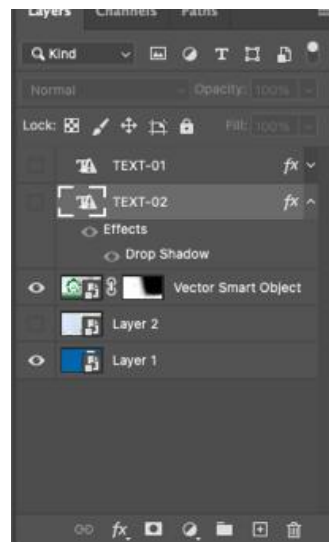 Layers Channels Paths
Kind
Normal Opacity: 100%
Lock: Fill: 100%
TEXT-01 fx
TEXT-02 fx
Effects
Drop Shadow
Vector Smart Object
Layer 2
Layer 1
fx